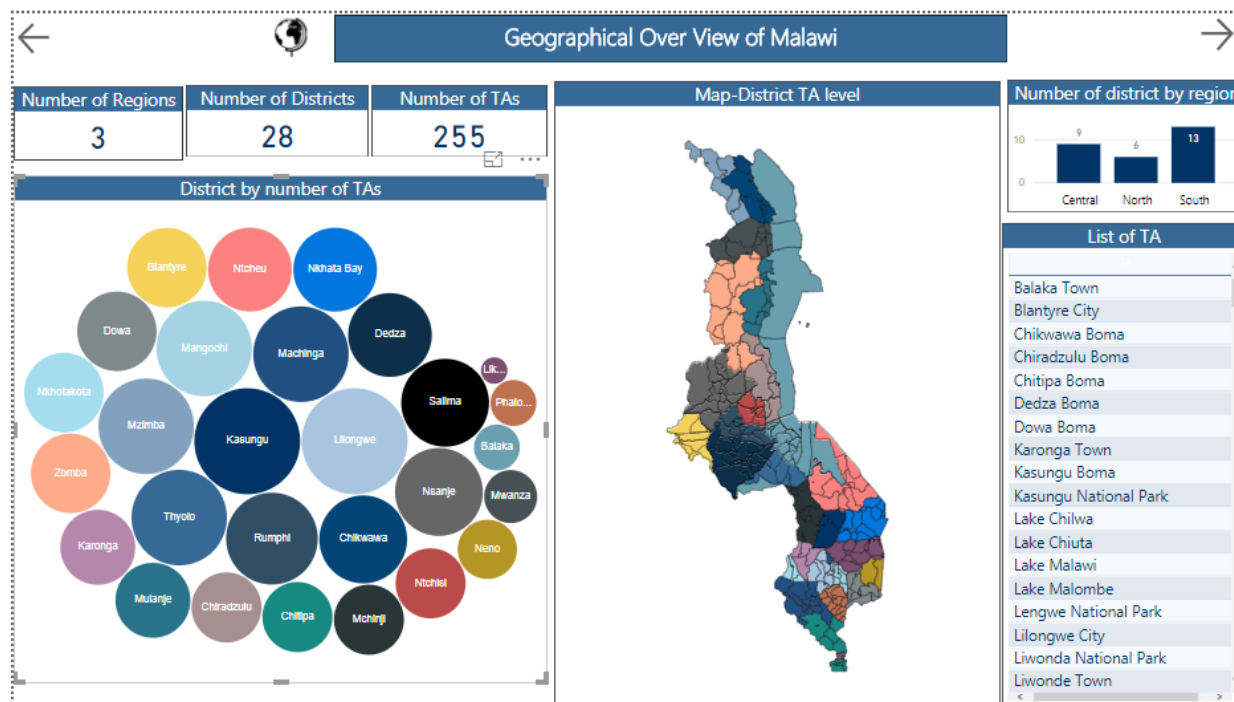 Geographical Over View of Malawi
Number of Regions
3
Number of Districts
28
Number of TAs
255
District by number of TAs
Blantyre
Ntcheu
Nkhata Bay
Dowa
Mangochi
Machinga
Dedza
Nkhotakota
Mzimba
Kasungu
Lilongwe
Salima
Lik...
Phalo...
Balaka
Zomba
Thyolo
Rumphi
Chikwawa
Nsanje
Mwanza
Karonga
Neno
Mulanje
Chiradzulu
Chitipa
Mchinji
Ntchisi
Map-District TA level
Number of district by region
10
0
9
6
13
Central
North
South
List of TA
Balaka Town
Blantyre City
Chikwawa Boma
Chiradzulu Boma
Chitipa Boma
Dedza Boma
Dowa Boma
Karonga Town
Kasungu Boma
Kasungu National Park
Lake Chilwa
Lake Chiuta
Lake Malawi
Lake Malombe
Lengwe National Park
Lilongwe City
Liwonda National Park
Liwonde Town